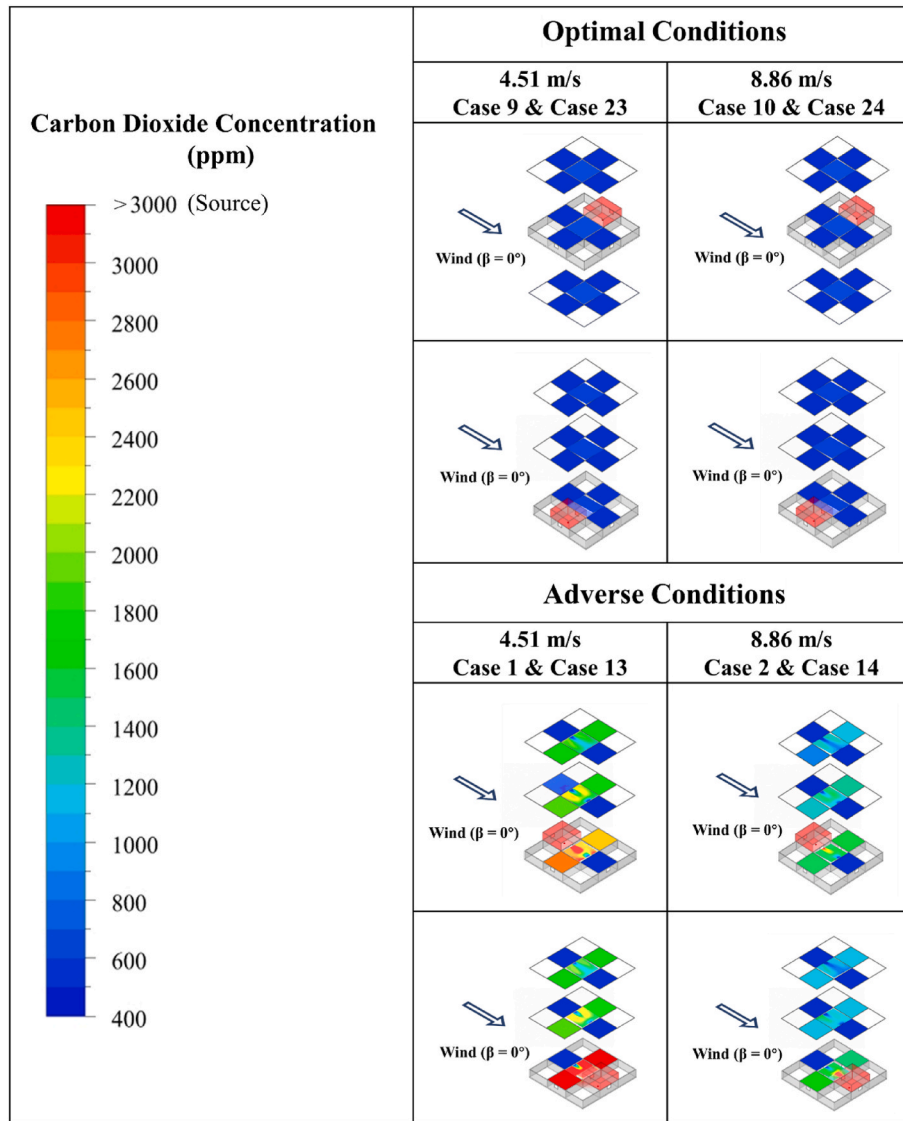 Carbon Dioxide Concentration
(ppm)
>3000 (Source)
3000
2800
2600
2400
2200
2000
1800
1600
1400
1200
1000
800
600
400
Optimal Conditions
4.51 m/s
Case 9 & Case 23
8.86 m/s
Case 10 & Case 24
Wind (β = 0°)
Wind (β = 0°)
Wind (β = 0°)
Wind (β = 0°)
Adverse Conditions
4.51 m/s
Case 1 & Case 13
8.86 m/s
Case 2 & Case 14
Wind (β = 0°)
Wind (β = 0°)
Wind (β = 0°)
Wind (β = 0°)